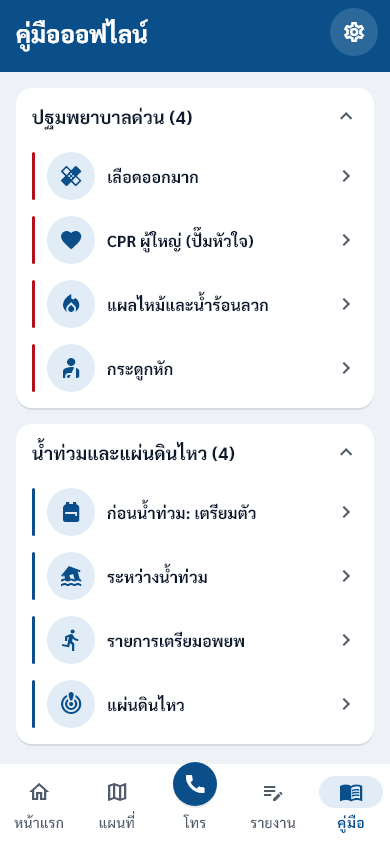 คู่มือออฟไลน์
ปฐมพยาบาลด่วน (4)
เลือดออกมาก
CPR ผู้ใหญ่ (ปั๊มหัวใจ)
แผลไหม้และน้ำร้อนลวก
กระดูกหัก
น้ำท่วมและแผ่นดินไหว (4)
ก่อนน้ำท่วม: เตรียมตัว
ระหว่างน้ำท่วม
รายการเตรียมอพยพ
แผ่นดินไหว
หน้าแรก
แผนที่
โทร
รายงาน
คู่มือ